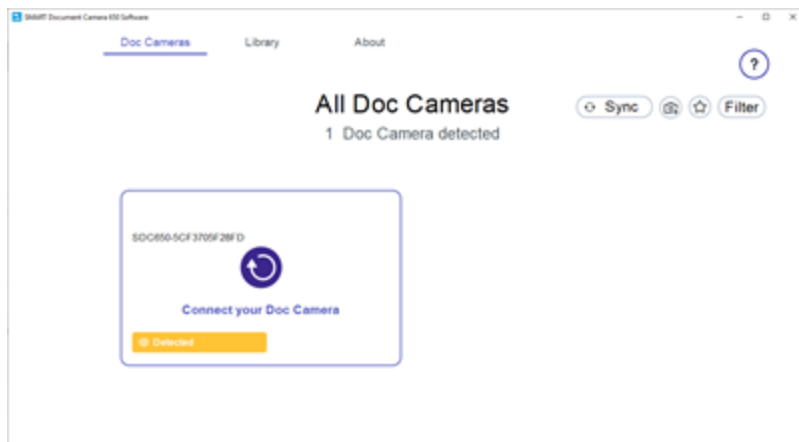 SMART Document Camera 650 Software
Doc Cameras Library About
?
All Doc Cameras
Sync Filter
1 Doc Camera detected
SDC650-5CF3705F28FD
Connect your Doc Camera
Detected